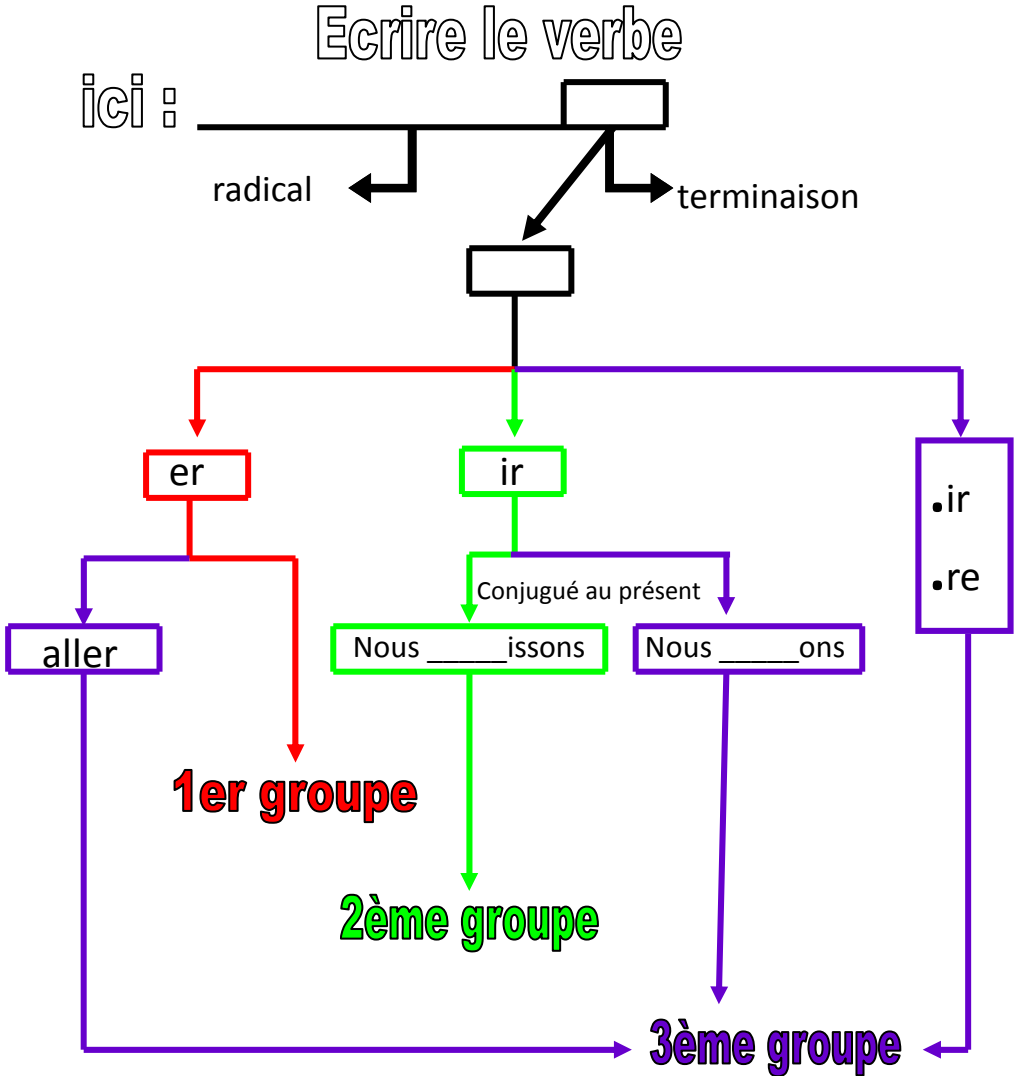 Ecrire le verbe
ici :
radical
terminaison
er
ir
.ir
.re
Conjugué au présent
aller
Nous _____issons
Nous _____ons
1er groupe
2ème groupe
3ème groupe